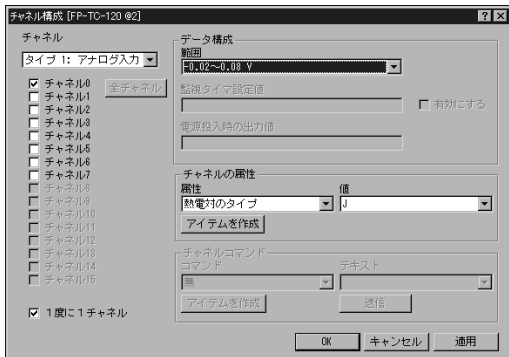 チャネル構成 [FP-TC-120 @2]
チャネル
タイプ 1: アナログ入力
チャネル0
全チャネル
チャネル1
チャネル2
チャネル3
チャネル4
チャネル5
チャネル6
チャネル7
チャネル8
チャネル9
チャネル10
チャネル11
チャネル12
チャネル13
チャネル14
チャネル15
1度に1チャネル
データ構成
範囲
-0.02～0.08 V
監視タイマ設定値
有効にする
電源投入時の出力値
チャネルの属性
属性
値
熱電対のタイプ
J
アイテムを作成
チャネルコマンド
コマンド
テキスト
無
アイテムを作成
送信
OK
キャンセル
適用